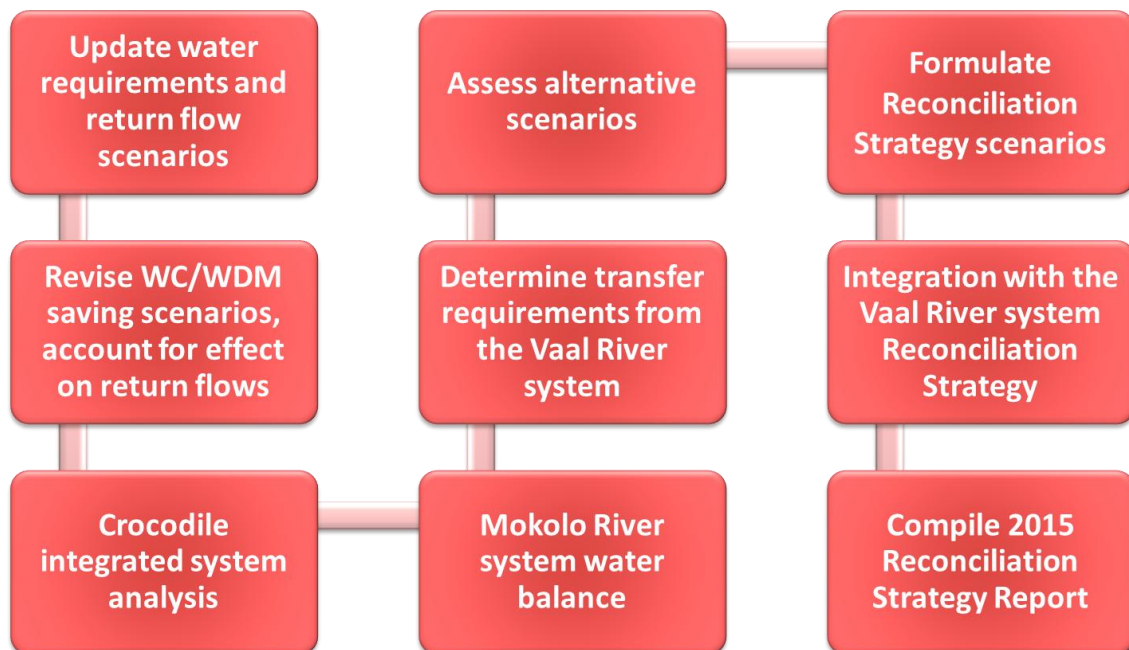 Update water
requirements and
return flow
scenarios
Revise WC/WDM
saving scenarios,
account for effect
on return flows
Crocodile
integrated system
analysis
Mokolo River
system water
balance
Determine transfer
requirements from
the Vaal River
system
Assess alternative
scenarios
Formulate
Reconciliation
Strategy scenarios
Integration with the
Vaal River system
Reconciliation
Strategy
Compile 2015
Reconciliation
Strategy Report